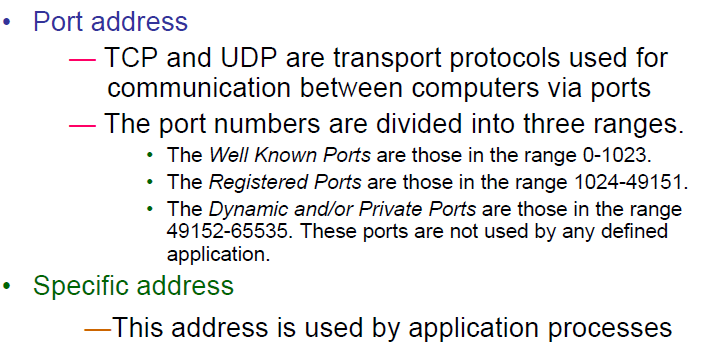 • Port address
— TCP and UDP are transport protocols used for
communication between computers via ports
— The port numbers are divided into three ranges.
• The Well Known Ports are those in the range 0-1023.
• The Registered Ports are those in the range 1024-49151.
• The Dynamic and/or Private Ports are those in the range
49152-65535. These ports are not used by any defined
application.
• Specific address
—This address is used by application processes